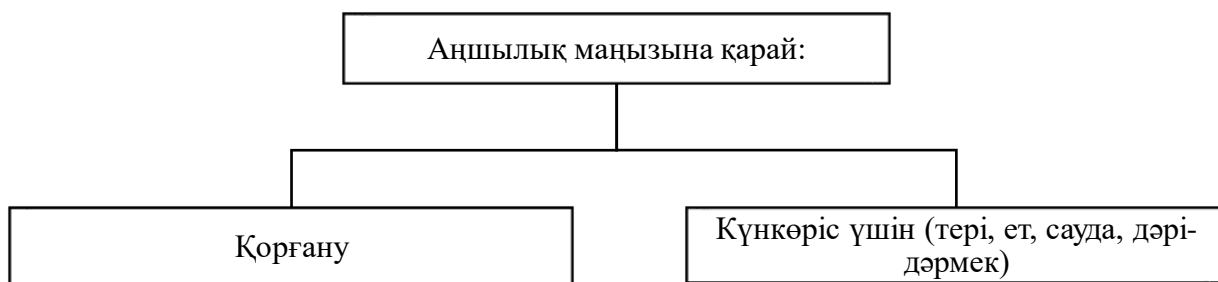 Аңшылық маңызына қарай:
Қорғану
Күнкөріс үшін (тері, ет, сауда, дәрі-
дәрмек)